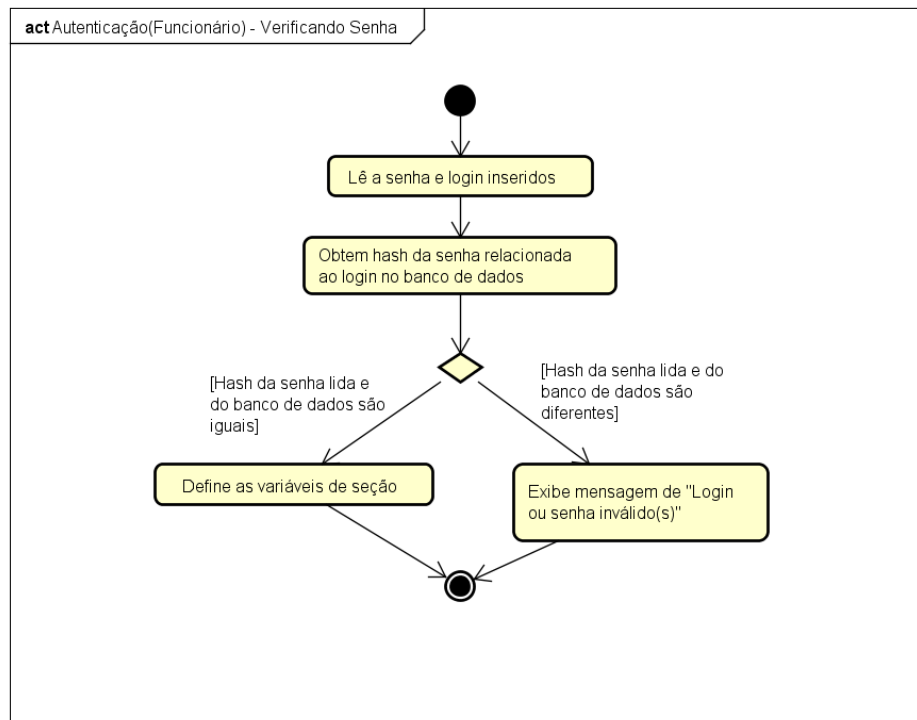 act Autenticação(Funcionário) - Verificando Senha
Lê a senha e login inseridos
Obtem hash da senha relacionada
ao login no banco de dados
[Hash da senha lida e
do banco de dados são
iguais]
[Hash da senha lida e do
banco de dados são
diferentes]
Define as variáveis de seção
Exibe mensagem de "Login
ou senha inválido(s)"